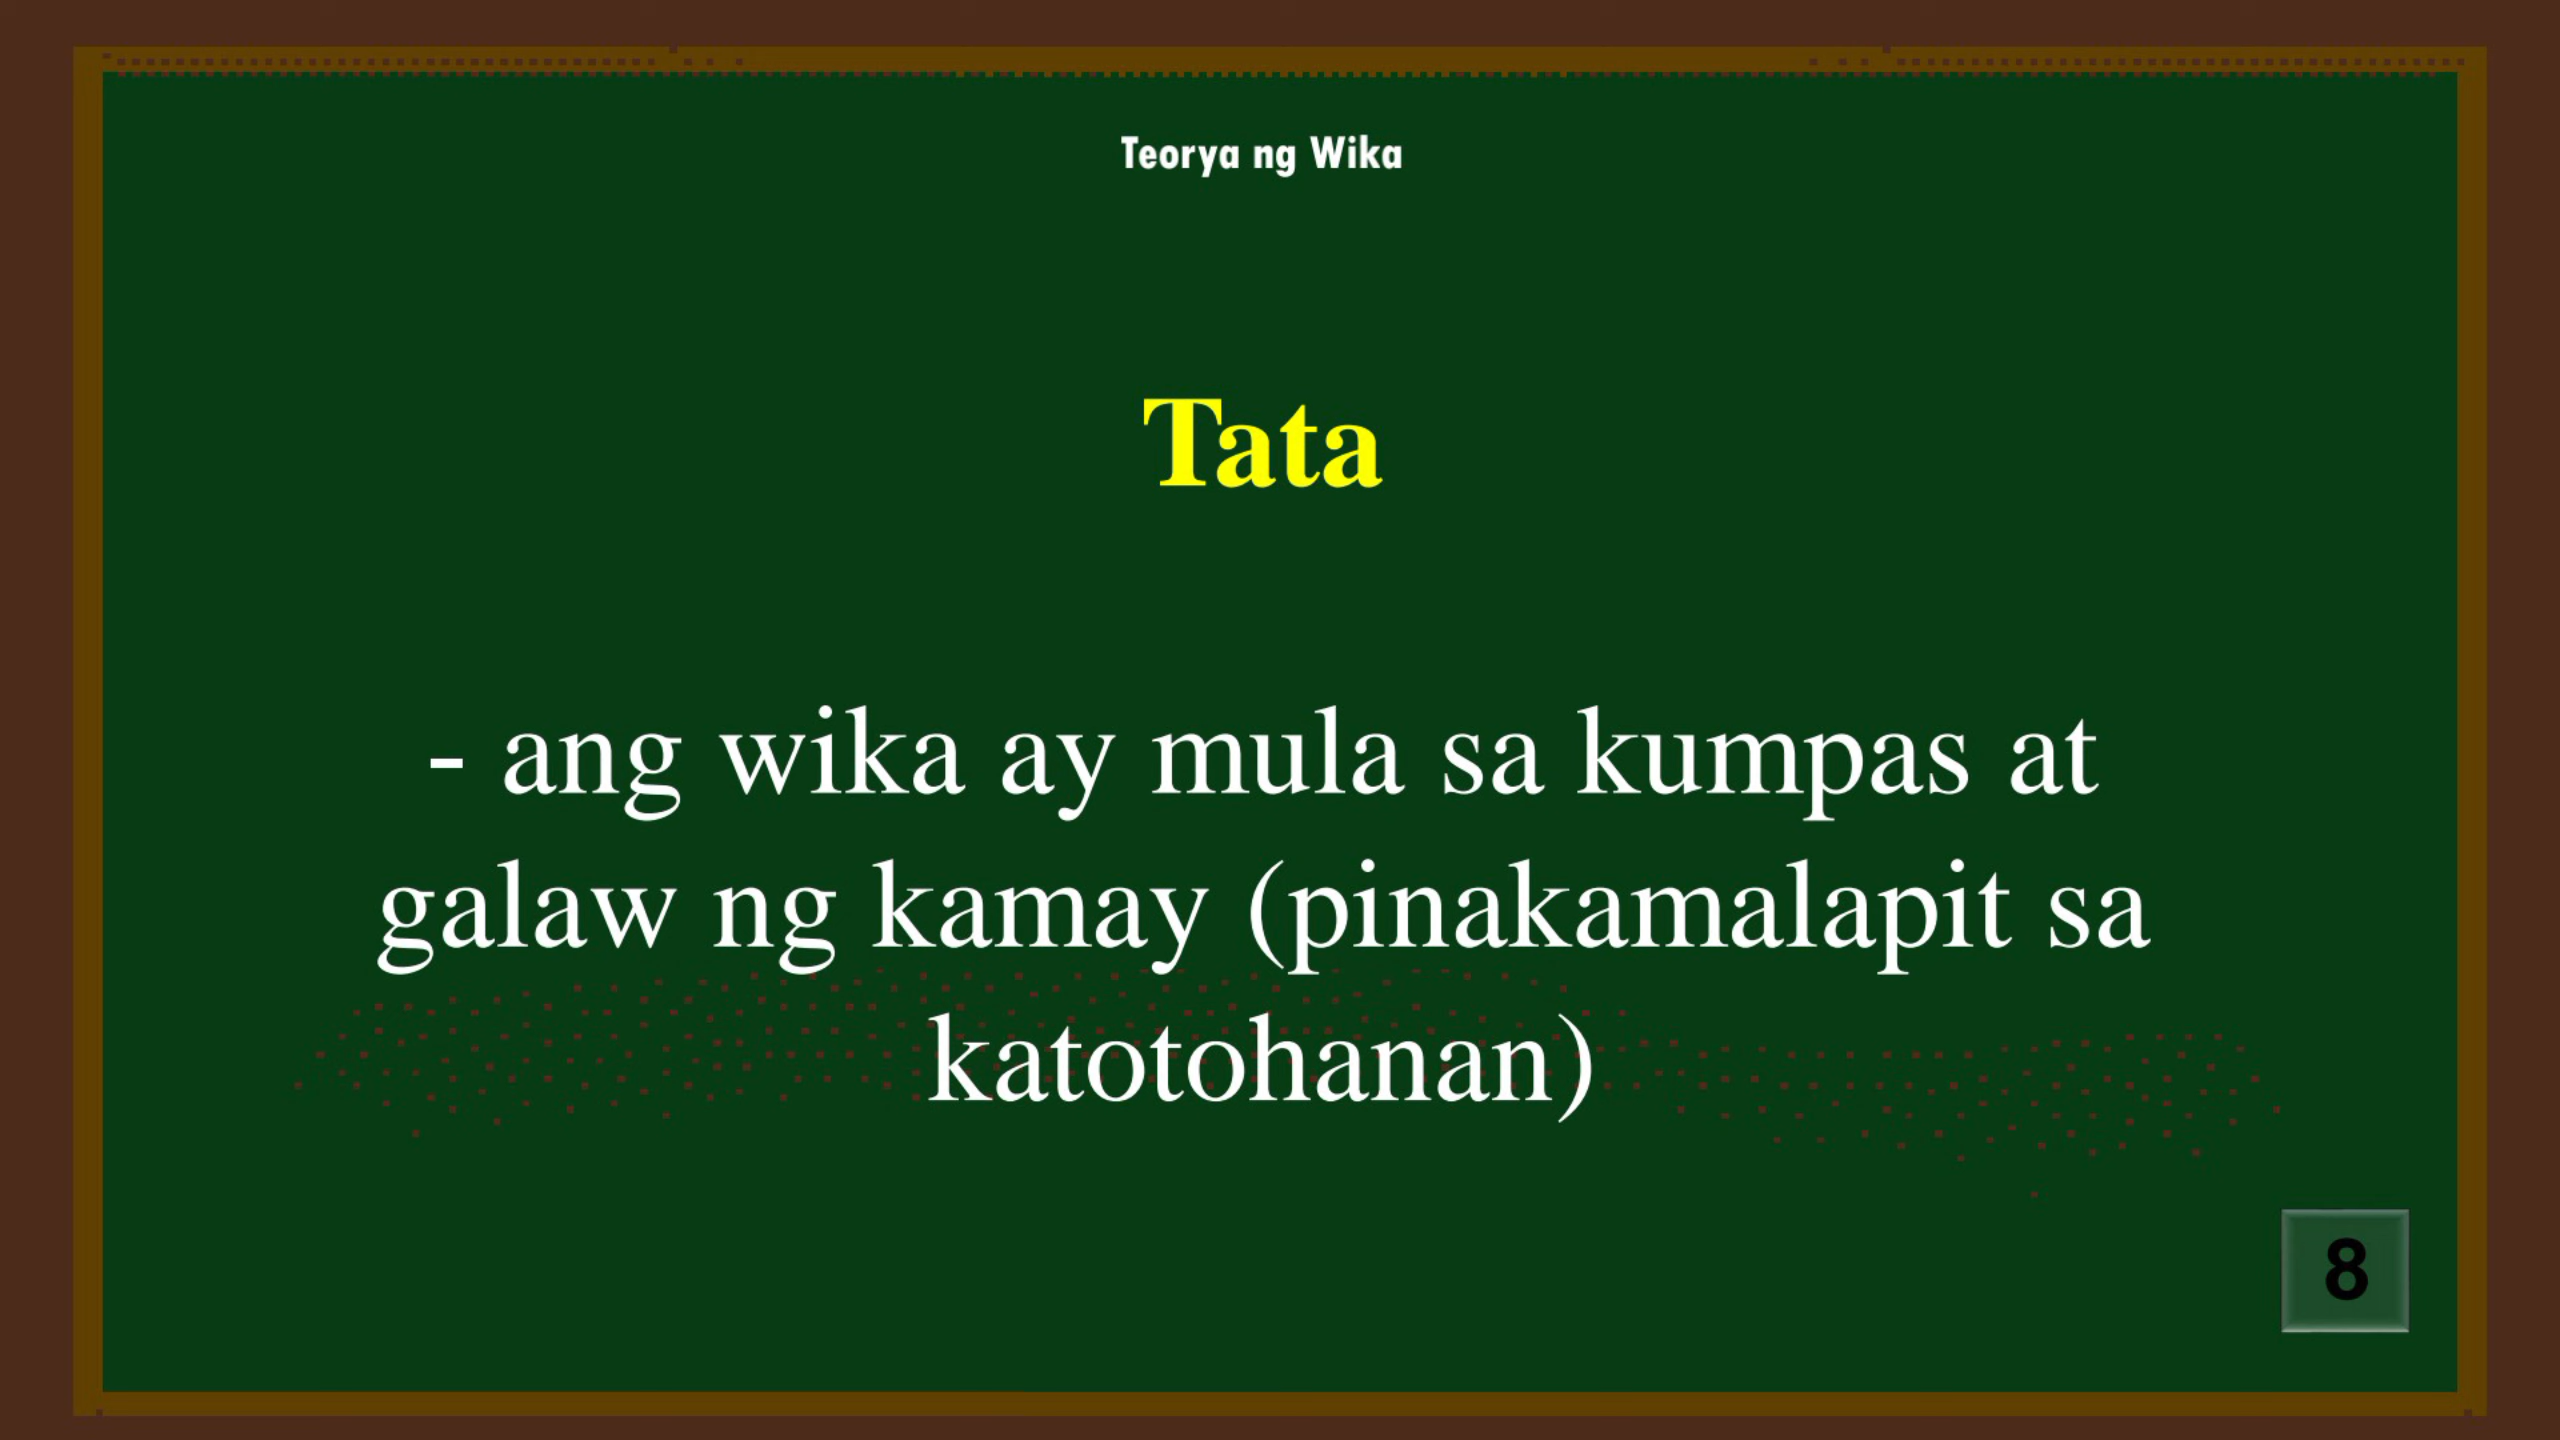 Teorya ng Wika
Tata
- ang wika ay mula sa kumpas at
galaw ng kamay (pinakamalapit sa
katotohanan)
8